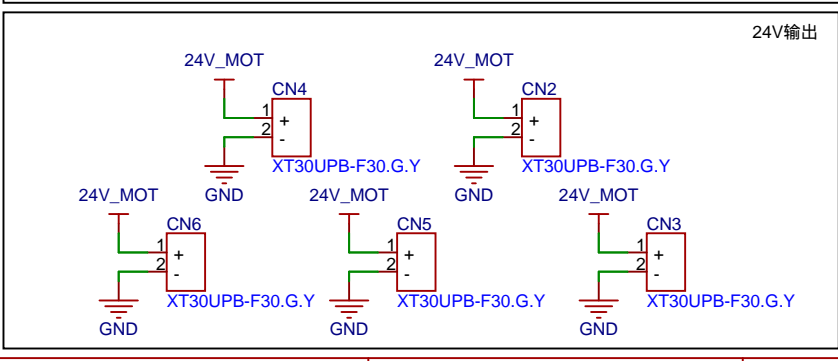 24V输出
24V_MOT
CN4
1
+
2
-
XT30UPB-F30.G.Y
GND
24V_MOT
CN2
1
+
2
-
XT30UPB-F30.G.Y
GND
24V_MOT
CN6
1
+
2
-
XT30UPB-F30.G.Y
GND
24V_MOT
CN5
1
+
2
-
XT30UPB-F30.G.Y
GND
24V_MOT
CN3
1
+
2
-
XT30UPB-F30.G.Y
GND